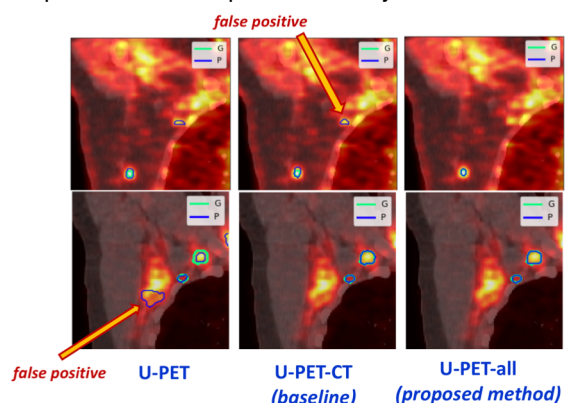 false positive
G
P
G
P
G
P
G
P
G
P
G
P
false positive
U-PET
U-PET-CT
(baseline)
U-PET-all
(proposed method)